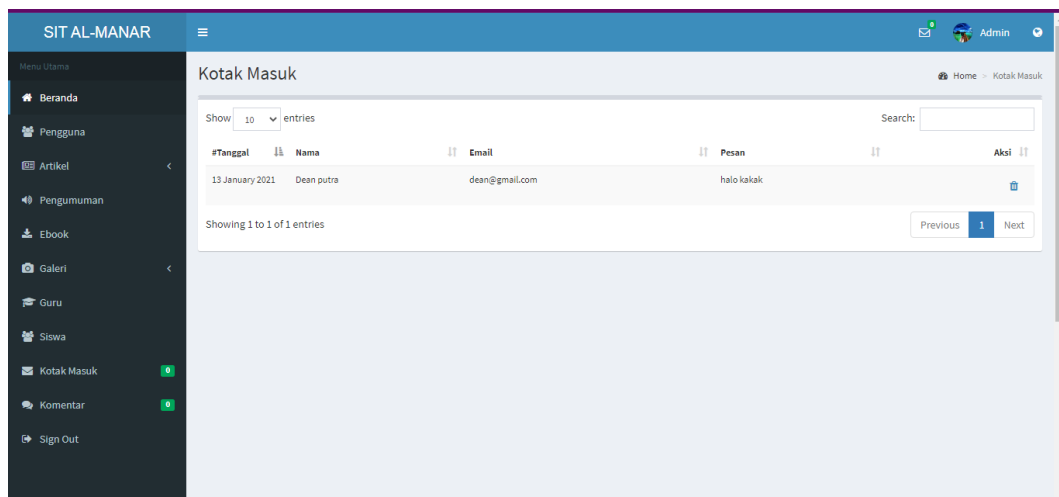 SIT AL-MANAR
0
Admin
Menu Utama
Beranda
Pengguna
Artikel
Pengumuman
Ebook
Galeri
Guru
Siswa
Kotak Masuk 0
Komentar 0
Sign Out
Kotak Masuk
Home > Kotak Masuk
Show 10 entries
Search:
#Tanggal Nama Email Pesan Aksi
13 January 2021 Dean putra dean@gmail.com halo kakak
Showing 1 to 1 of 1 entries
Previous 1 Next